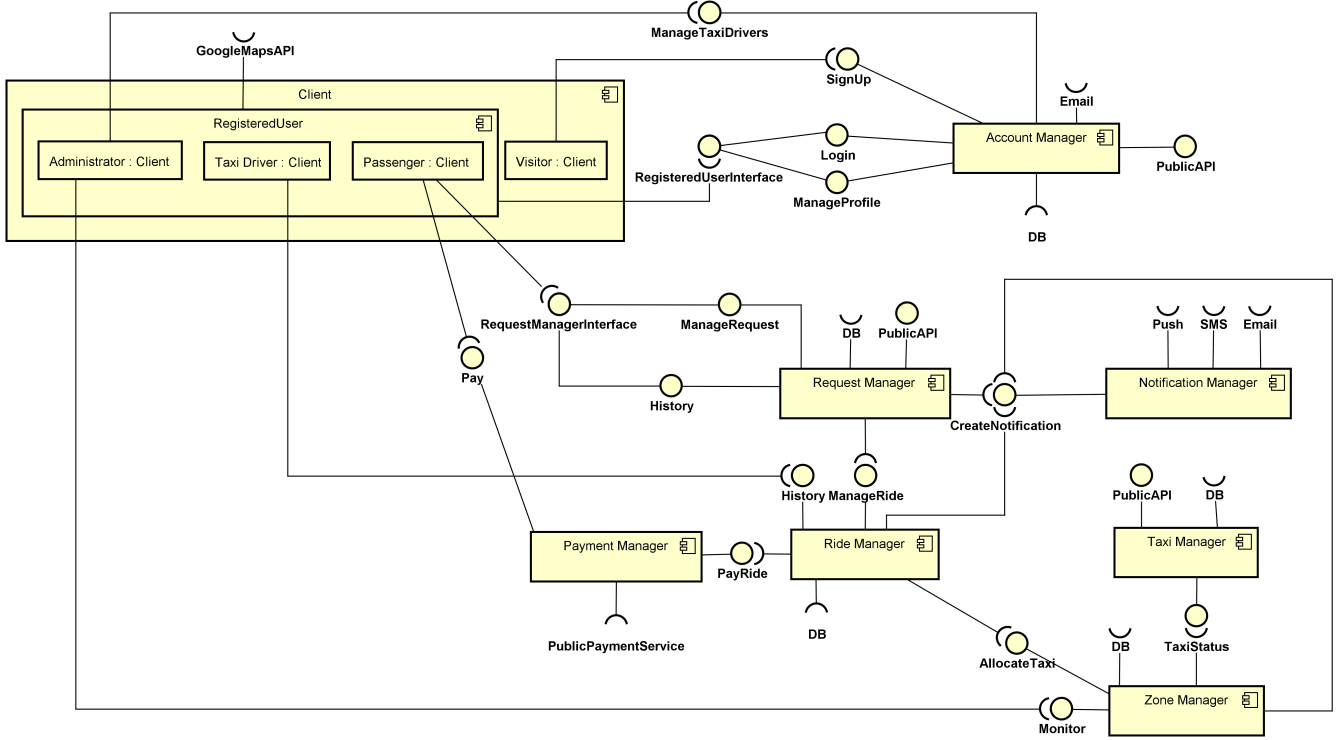 ManageTaxiDrivers
GoogleMapsAPI
SignUp
Client
Email
RegisteredUser
Account Manager
Administrator : Client
Taxi Driver : Client
Passenger : Client
Visitor : Client
Login
PublicAPI
RegisteredUserInterface
ManageProfile
DB
RequestManagerInterface
ManageRequest
DB
PublicAPI
Push
SMS
Email
Pay
Request Manager
Notification Manager
History
CreateNotification
History
ManageRide
PublicAPI
DB
Payment Manager
Ride Manager
Taxi Manager
PayRide
PublicPaymentService
DB
DB
TaxiStatus
AllocateTaxi
Zone Manager
Monitor